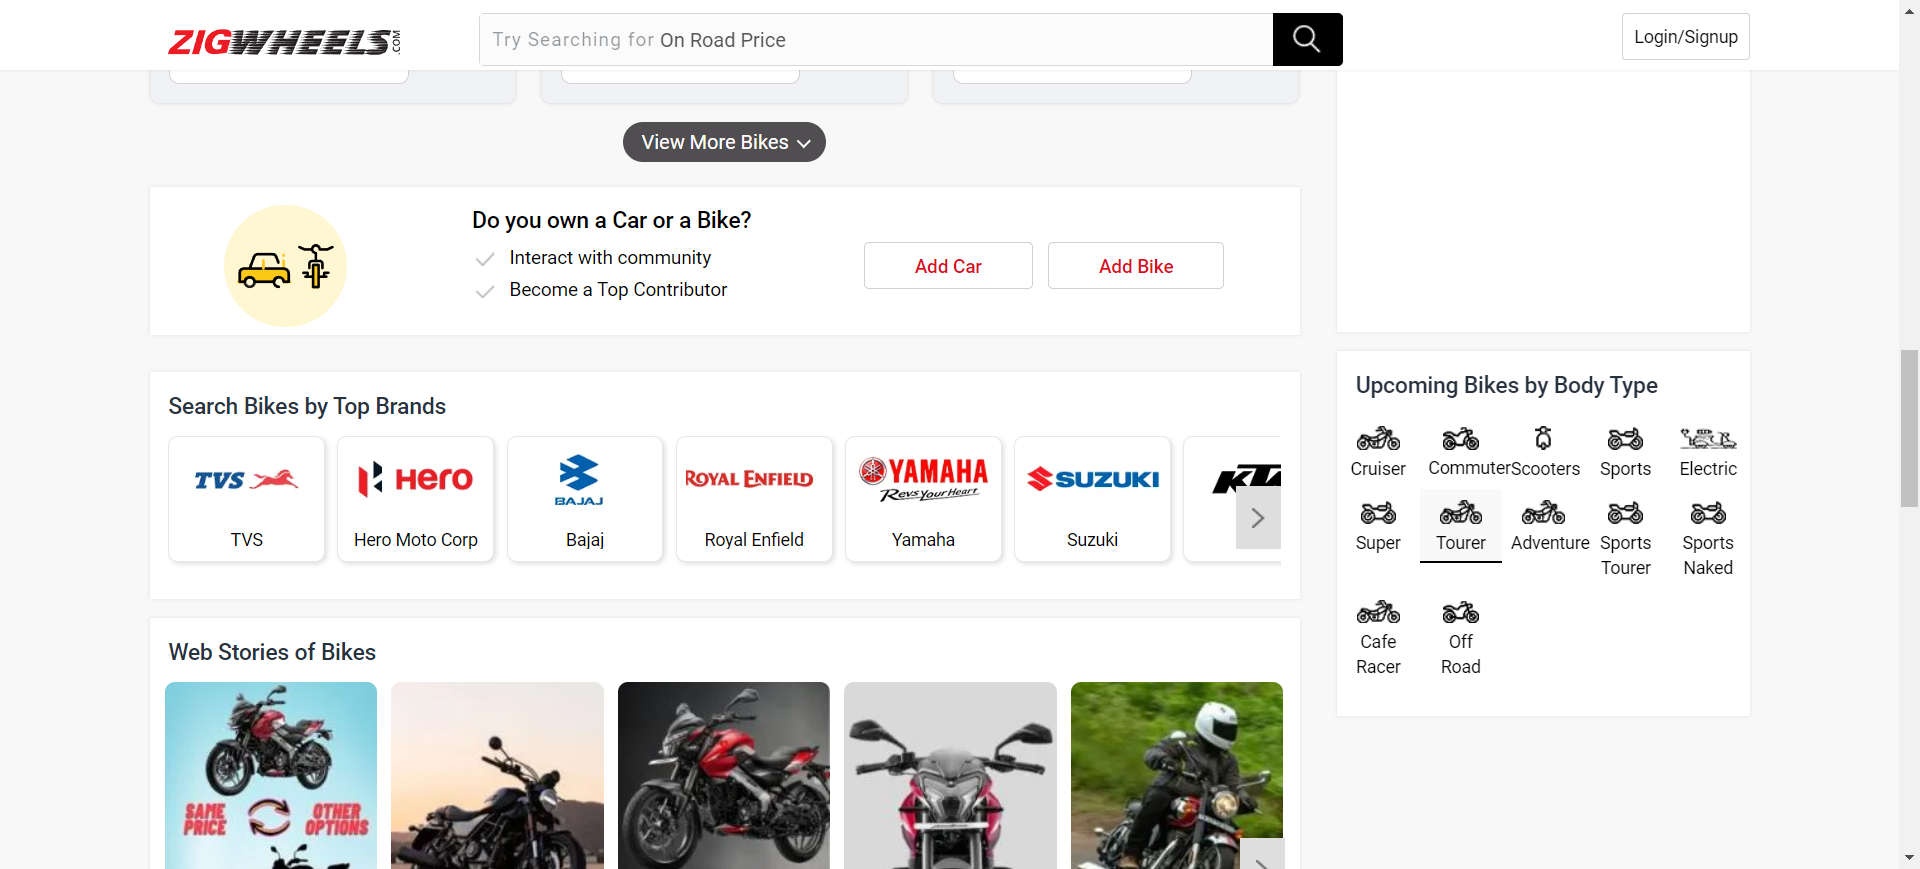 ZIGWHEELS.COM
Try Searching for On Road Price
Login/Signup
View More Bikes
Do you own a Car or a Bike?
Interact with community
Become a Top Contributor
Add Car
Add Bike
Search Bikes by Top Brands
TVS
TVS
Hero
Hero Moto Corp
BAJAJ
Bajaj
ROYAL ENFIELD
Royal Enfield
YAMAHA
Revs Your Heart
Yamaha
SUZUKI
Suzuki
Upcoming Bikes by Body Type
Cruiser
Commuter
Scooters
Sports
Electric
Super
Tourer
Adventure
Sports
Tourer
Sports
Naked
Cafe
Racer
Off
Road
Web Stories of Bikes
SAME
PRICE
OTHER
OPTIONS